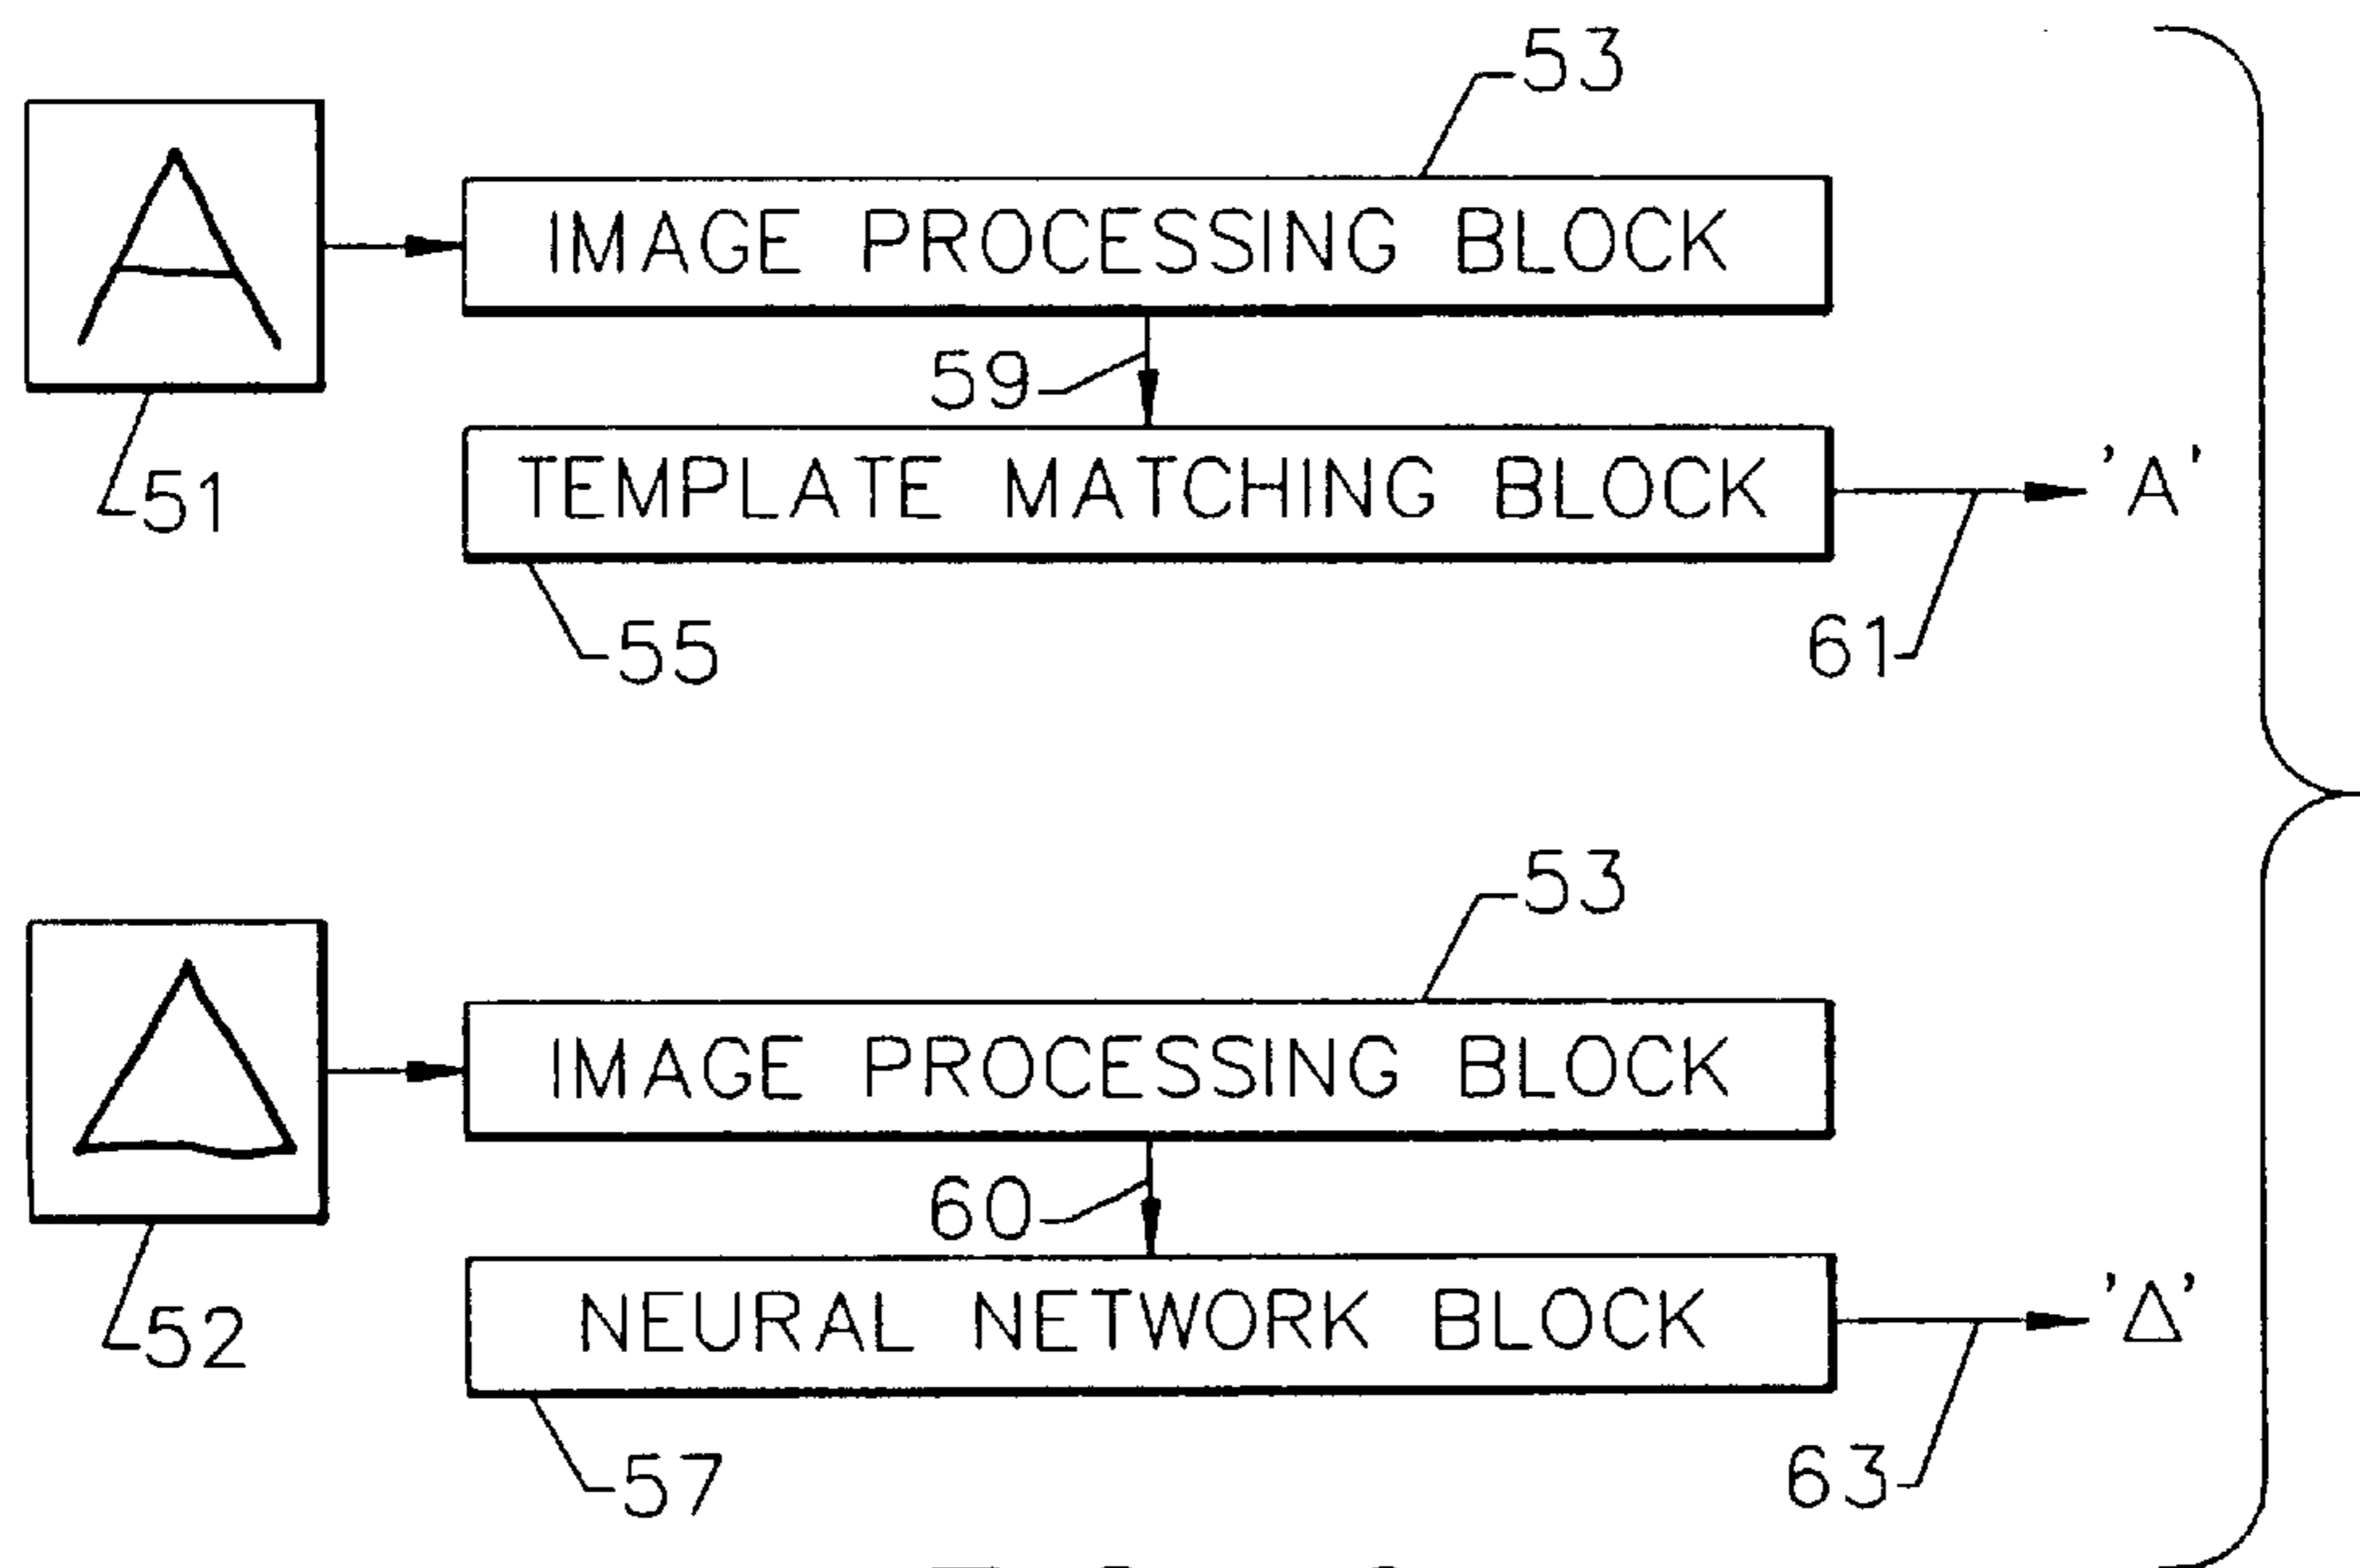 53
A
IMAGE PROCESSING BLOCK
59
51
TEMPLATE MATCHING BLOCK
'A'
55
61
53
Δ
IMAGE PROCESSING BLOCK
60
52
NEURAL NETWORK BLOCK
'Δ'
57
63